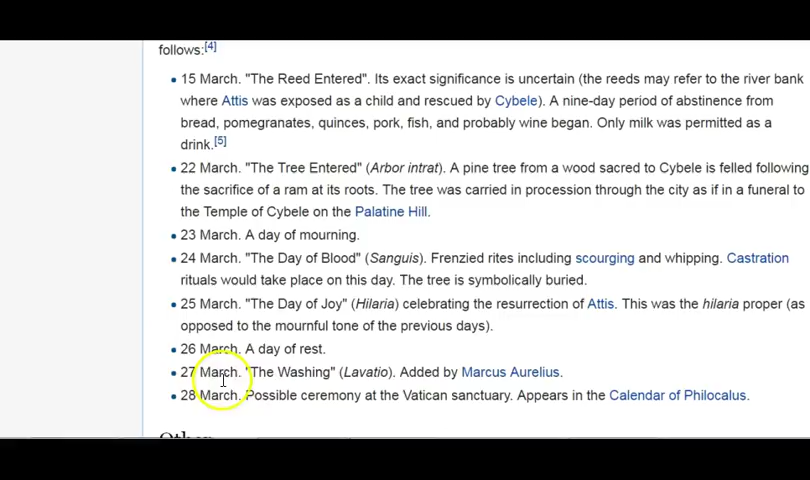 follows:[4]
15 March. "The Reed Entered". Its exact significance is uncertain (the reeds may refer to the river bank
where Attis was exposed as a child and rescued by Cybele). A nine-day period of abstinence from
bread, pomegranates, quinces, pork, fish, and probably wine began. Only milk was permitted as a
drink.[5]
22 March. "The Tree Entered" (Arbor intrat). A pine tree from a wood sacred to Cybele is felled following
the sacrifice of a ram at its roots. The tree was carried in procession through the city as if in a funeral to
the Temple of Cybele on the Palatine Hill.
23 March. A day of mourning.
24 March. "The Day of Blood" (Sanguis). Frenzied rites including scourging and whipping. Castration
rituals would take place on this day. The tree is symbolically buried.
25 March. "The Day of Joy" (Hilaria) celebrating the resurrection of Attis. This was the hilaria proper (as
opposed to the mournful tone of the previous days).
26 March. A day of rest.
27 March. "The Washing" (Lavatio). Added by Marcus Aurelius.
28 March. Possible ceremony at the Vatican sanctuary. Appears in the Calendar of Philocalus.